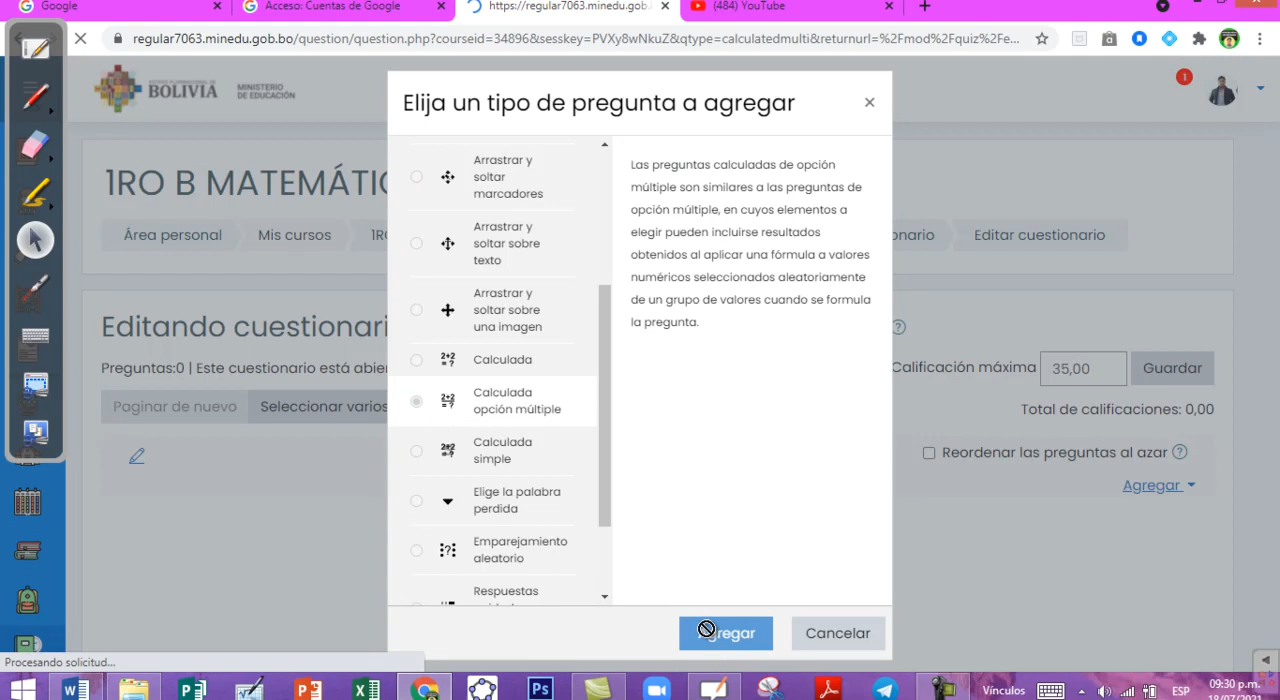 Google
Acceso: Cuentas de Google
https://regular7063.minedu.gob.
(484) YouTube
regular7063.minedu.gob.bo/question/question.php?courseid=34896&sesskey=PVXy8wNkuZ&qtype=calculatedmulti&returnurl=%2Fmod%2Fquiz%2Fe...
BOLIVIA
MINISTERIO
DE EDUCACIÓN
1
Elija un tipo de pregunta a agregar
1RO B MATEMÁTIC
Área personal
Mis cursos
1R
onario
Editar cuestionario
Arrastrar y
soltar
marcadores
Arrastrar y
soltar sobre
texto
Arrastrar y
soltar sobre
una imagen
Calculada
Calculada
opción múltiple
Calculada
simple
Elige la palabra
perdida
Emparejamiento
aleatorio
Respuestas
Las preguntas calculadas de opción
múltiple son similares a las preguntas de
opción múltiple, en cuyos elementos a
elegir pueden incluirse resultados
obtenidos al aplicar una fórmula a valores
numéricos seleccionados aleatoriamente
de un grupo de valores cuando se formula
la pregunta.
Editando cuestionari
Preguntas:0 | Este cuestionario está abie
Paginar de nuevo
Seleccionar varios
Calificación máxima
35,00
Guardar
Total de calificaciones: 0,00
Reordenar las preguntas al azar
Agregar
Agregar
Cancelar
Procesando solicitud...
Vínculos
ESP
09:30 p.m.
18/07/2021